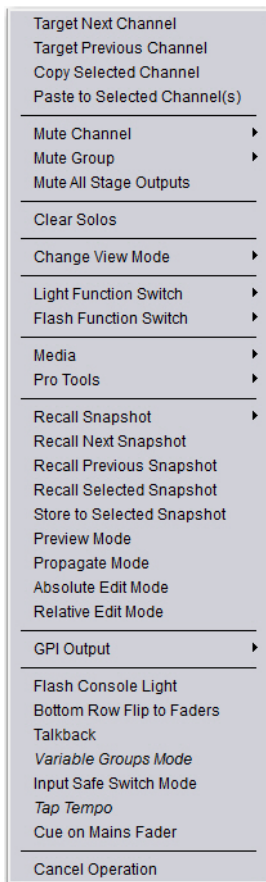 Target Next Channel
Target Previous Channel
Copy Selected Channel
Paste to Selected Channel(s)
Mute Channel
Mute Group
Mute All Stage Outputs
Clear Solos
Change View Mode
Light Function Switch
Flash Function Switch
Media
Pro Tools
Recall Snapshot
Recall Next Snapshot
Recall Previous Snapshot
Recall Selected Snapshot
Store to Selected Snapshot
Preview Mode
Propagate Mode
Absolute Edit Mode
Relative Edit Mode
GPI Output
Flash Console Light
Bottom Row Flip to Faders
Talkback
Variable Groups Mode
Input Safe Switch Mode
Tap Tempo
Cue on Mains Fader
Cancel Operation